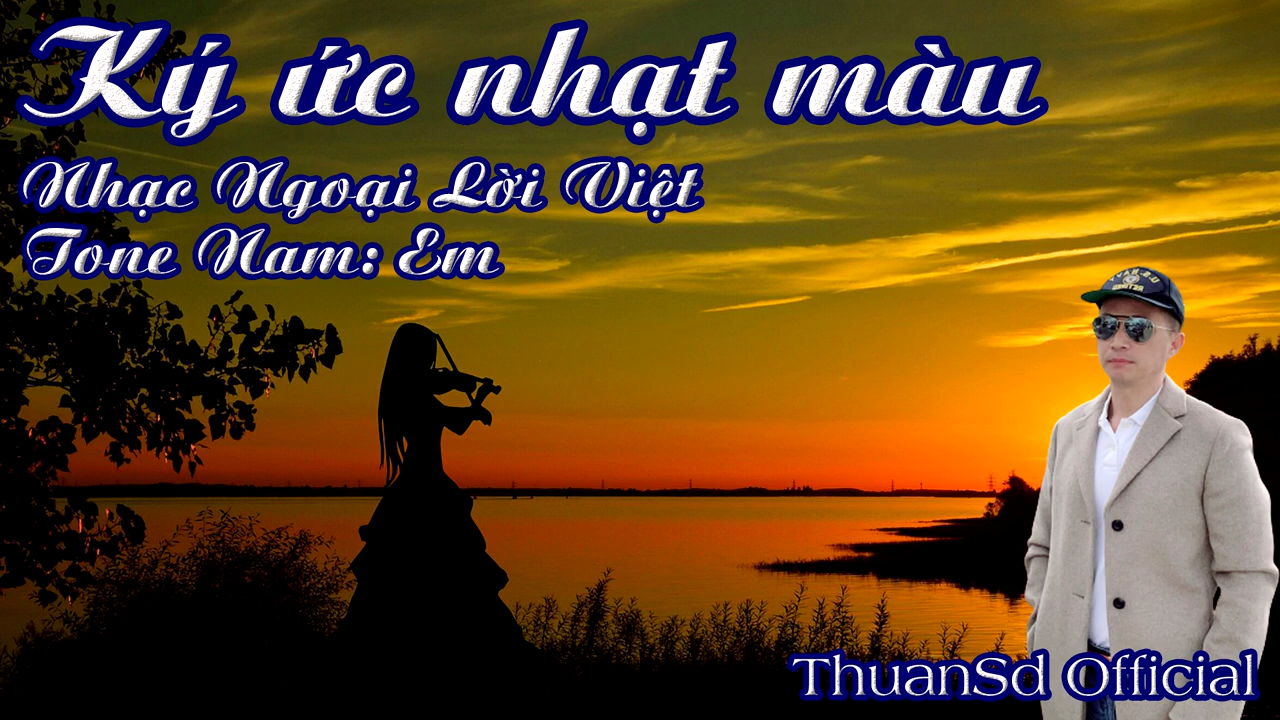 Ký ức nhạt màu
Nhạc Ngoại Lời Việt
Tone Nam: Em
ThuanSd Official